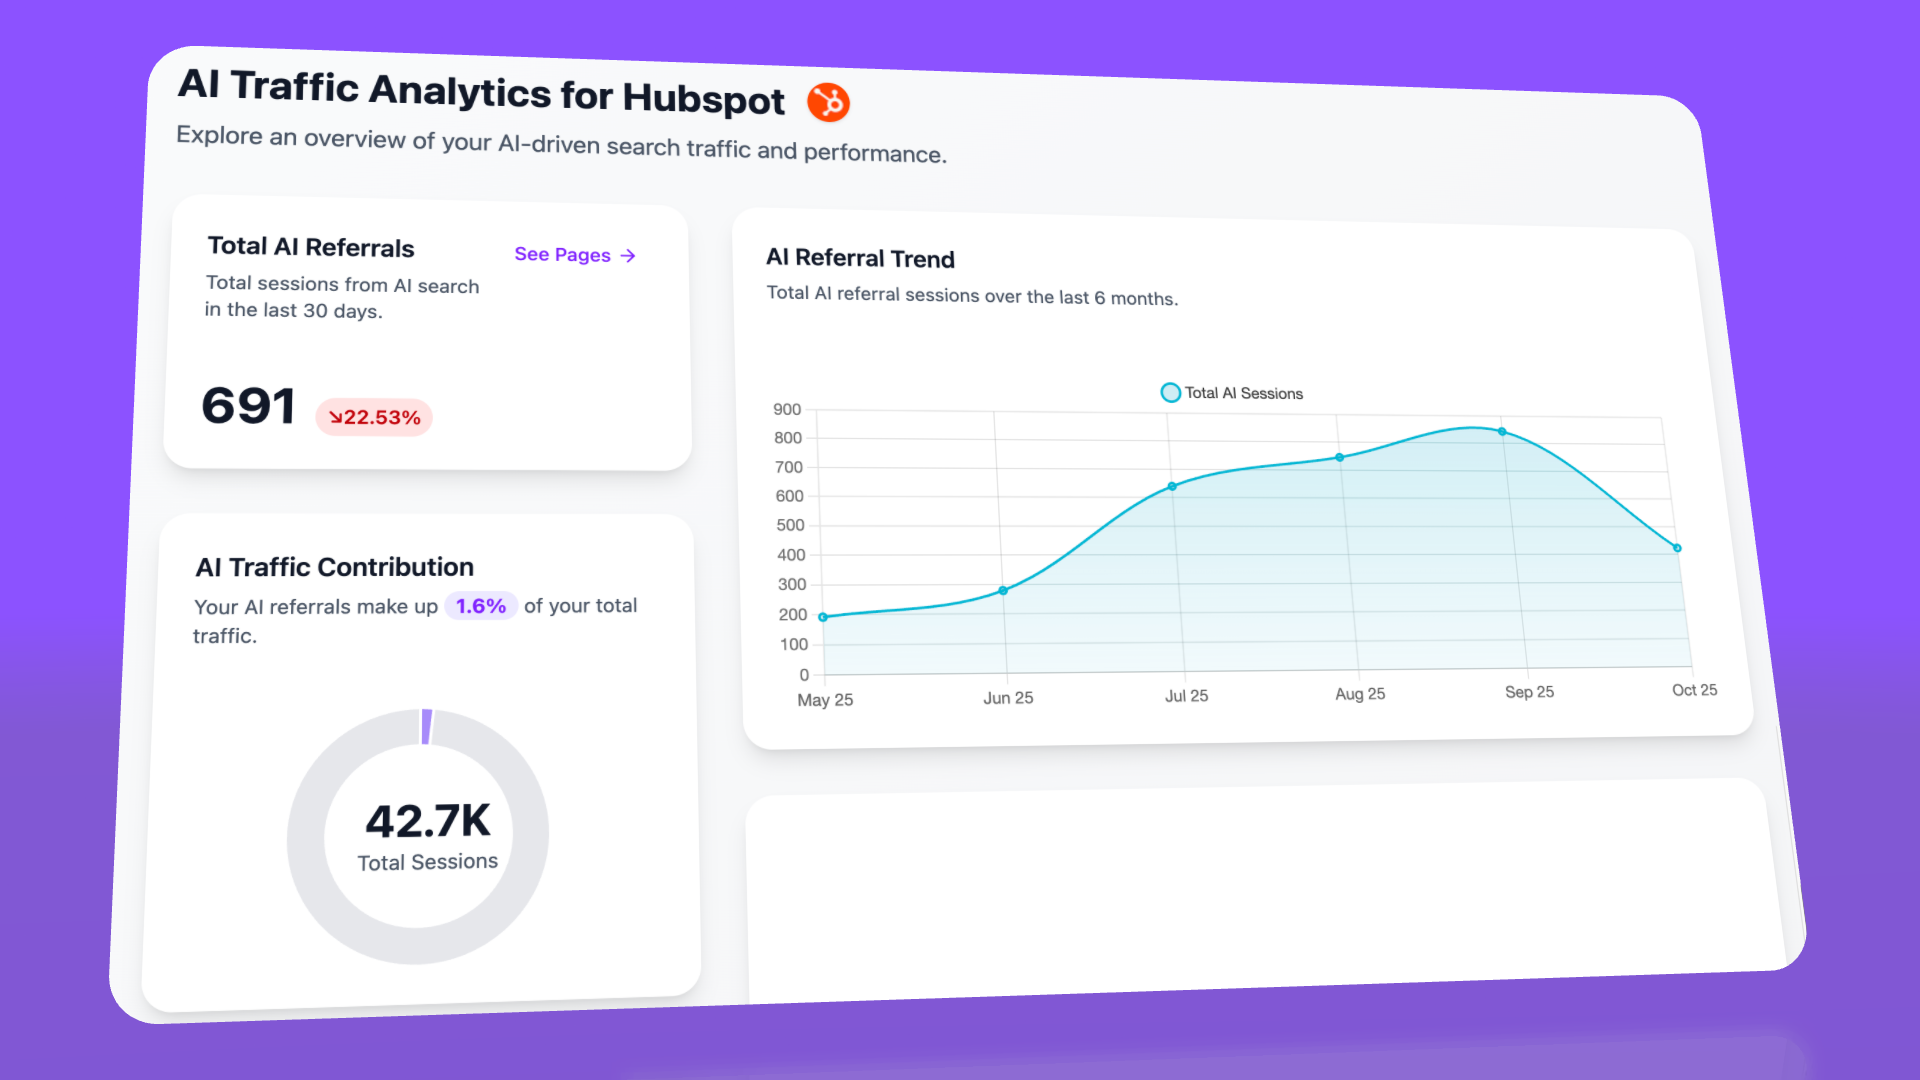 AI Traffic Analytics for Hubspot
Explore an overview of your AI-driven search traffic and performance.
Total AI Referrals
See Pages →
Total sessions from AI search
in the last 30 days.
691
↘22.53%
AI Traffic Contribution
Your AI referrals make up 1.6% of your total
traffic.
42.7K
Total Sessions
AI Referral Trend
Total AI referral sessions over the last 6 months.
Total AI Sessions
900
800
700
600
500
400
300
200
100
0
May 25
Jun 25
Jul 25
Aug 25
Sep 25
Oct 25